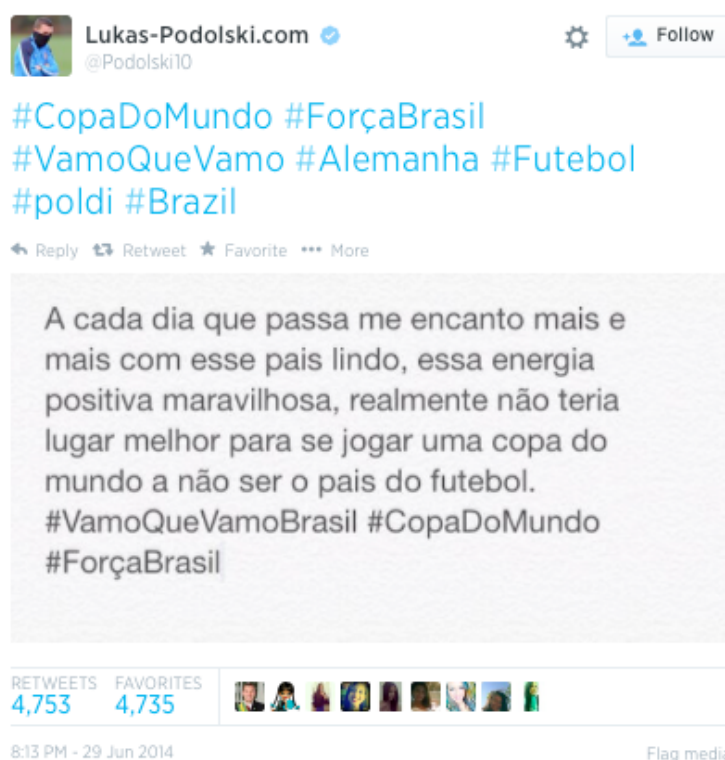 Lukas-Podolski.com
Follow
@Podolski10
#CopaDoMundo #ForçaBrasil
#VamoQueVamo #Alemanha #Futebol
#poldi #Brazil
Reply Retweet Favorite More
A cada dia que passa me encanto mais e
mais com esse pais lindo, essa energia
positiva maravilhosa, realmente não teria
lugar melhor para se jogar uma copa do
mundo a não ser o pais do futebol.
#VamoQueVamoBrasil #CopaDoMundo
#ForçaBrasil
RETWEETS FAVORITES
4,753 4,735
8:13 PM - 29 Jun 2014
Flag media